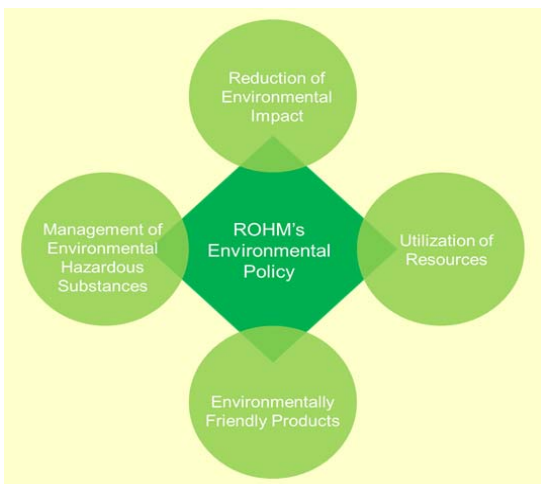 Reduction of
Environmental
Impact
Management of
Environmental
Hazardous
Substances
ROHM's
Environmental
Policy
Utilization of
Resources
Environmentally
Friendly Products